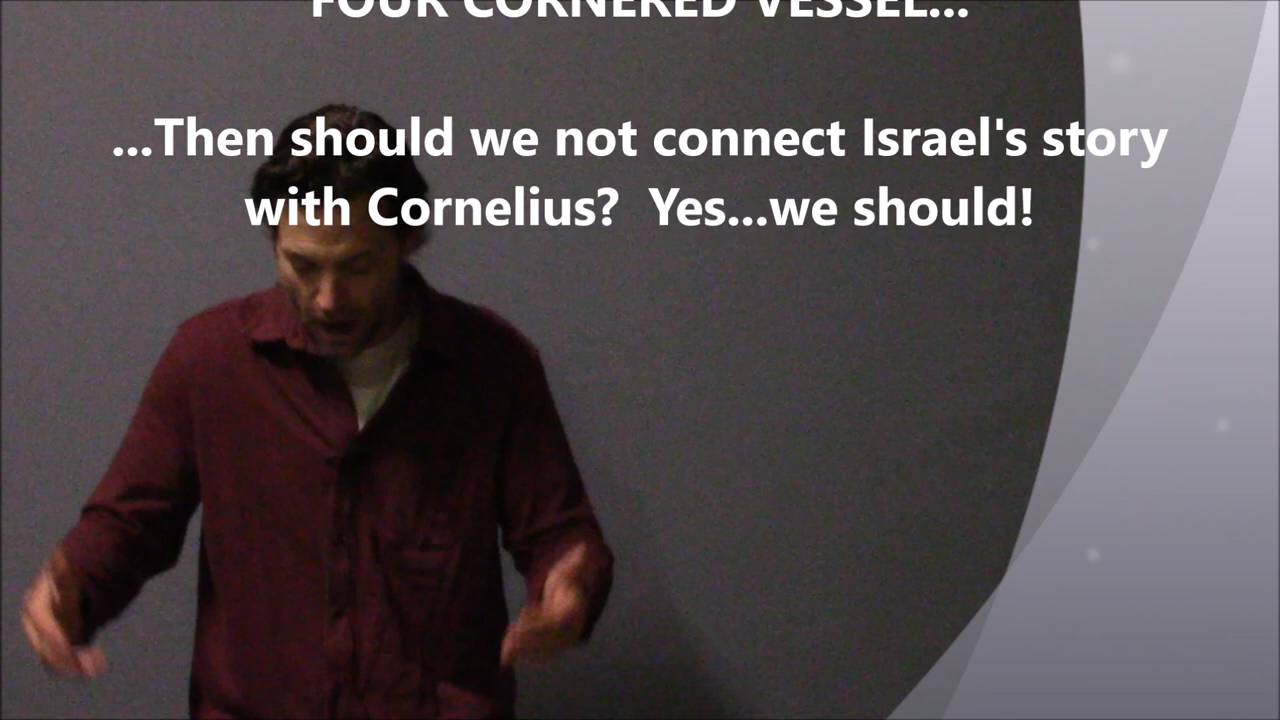 FOUR CORNERED VESSEL...
...Then should we not connect Israel's story
with Cornelius?  Yes...we should!